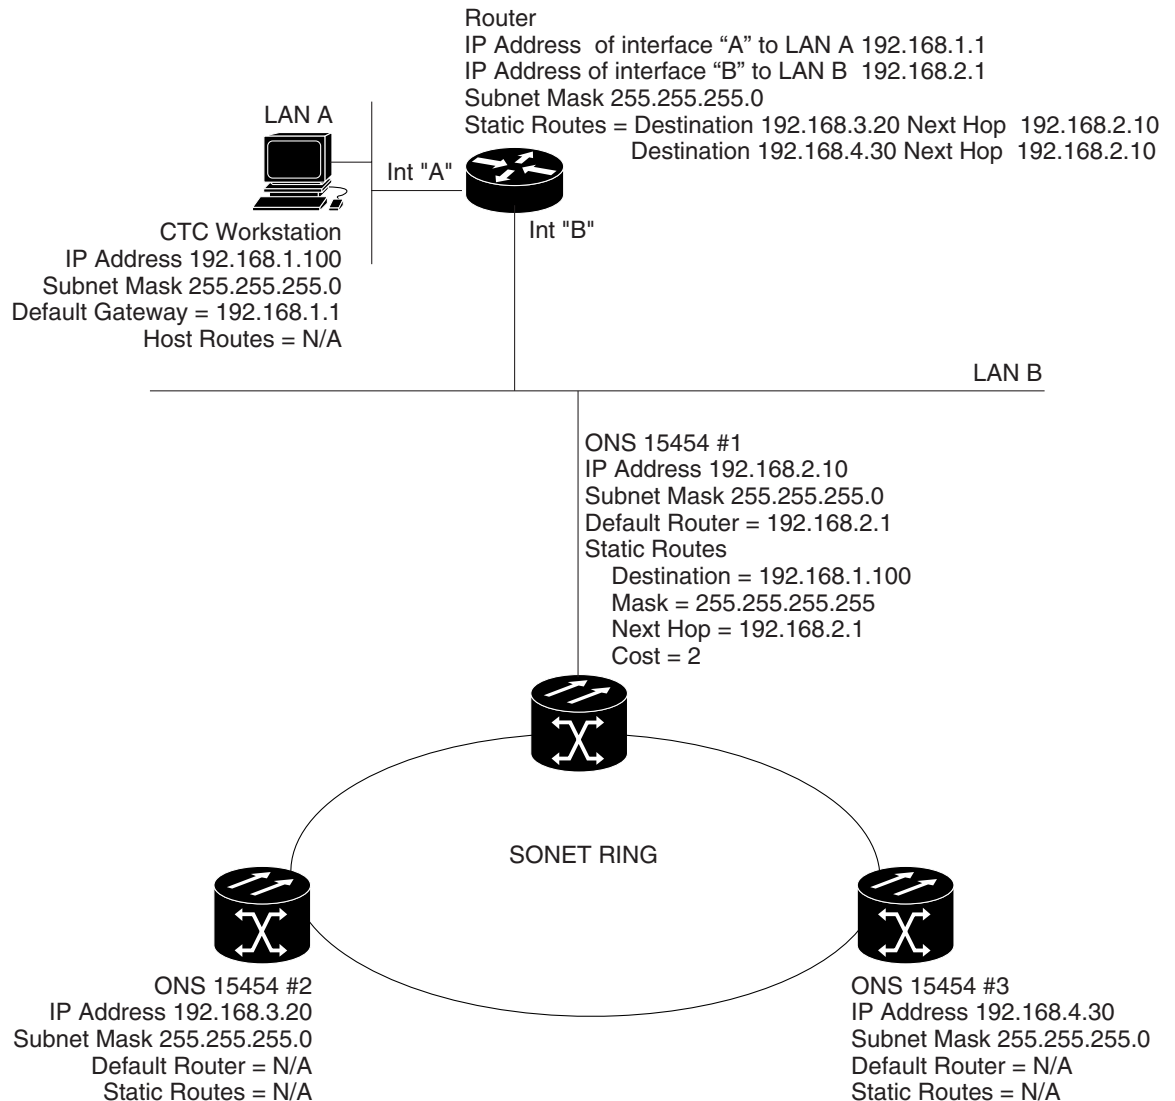 Router
IP Address of interface “A” to LAN A 192.168.1.1
IP Address of interface “B” to LAN B 192.168.2.1
Subnet Mask 255.255.255.0
Static Routes = Destination 192.168.3.20 Next Hop 192.168.2.10
Destination 192.168.4.30 Next Hop 192.168.2.10
LAN A
Int "A"
Int "B"
CTC Workstation
IP Address 192.168.1.100
Subnet Mask 255.255.255.0
Default Gateway = 192.168.1.1
Host Routes = N/A
LAN B
ONS 15454 #1
IP Address 192.168.2.10
Subnet Mask 255.255.255.0
Default Router = 192.168.2.1
Static Routes
Destination = 192.168.1.100
Mask = 255.255.255.255
Next Hop = 192.168.2.1
Cost = 2
SONET RING
ONS 15454 #2
IP Address 192.168.3.20
Subnet Mask 255.255.255.0
Default Router = N/A
Static Routes = N/A
ONS 15454 #3
IP Address 192.168.4.30
Subnet Mask 255.255.255.0
Default Router = N/A
Static Routes = N/A